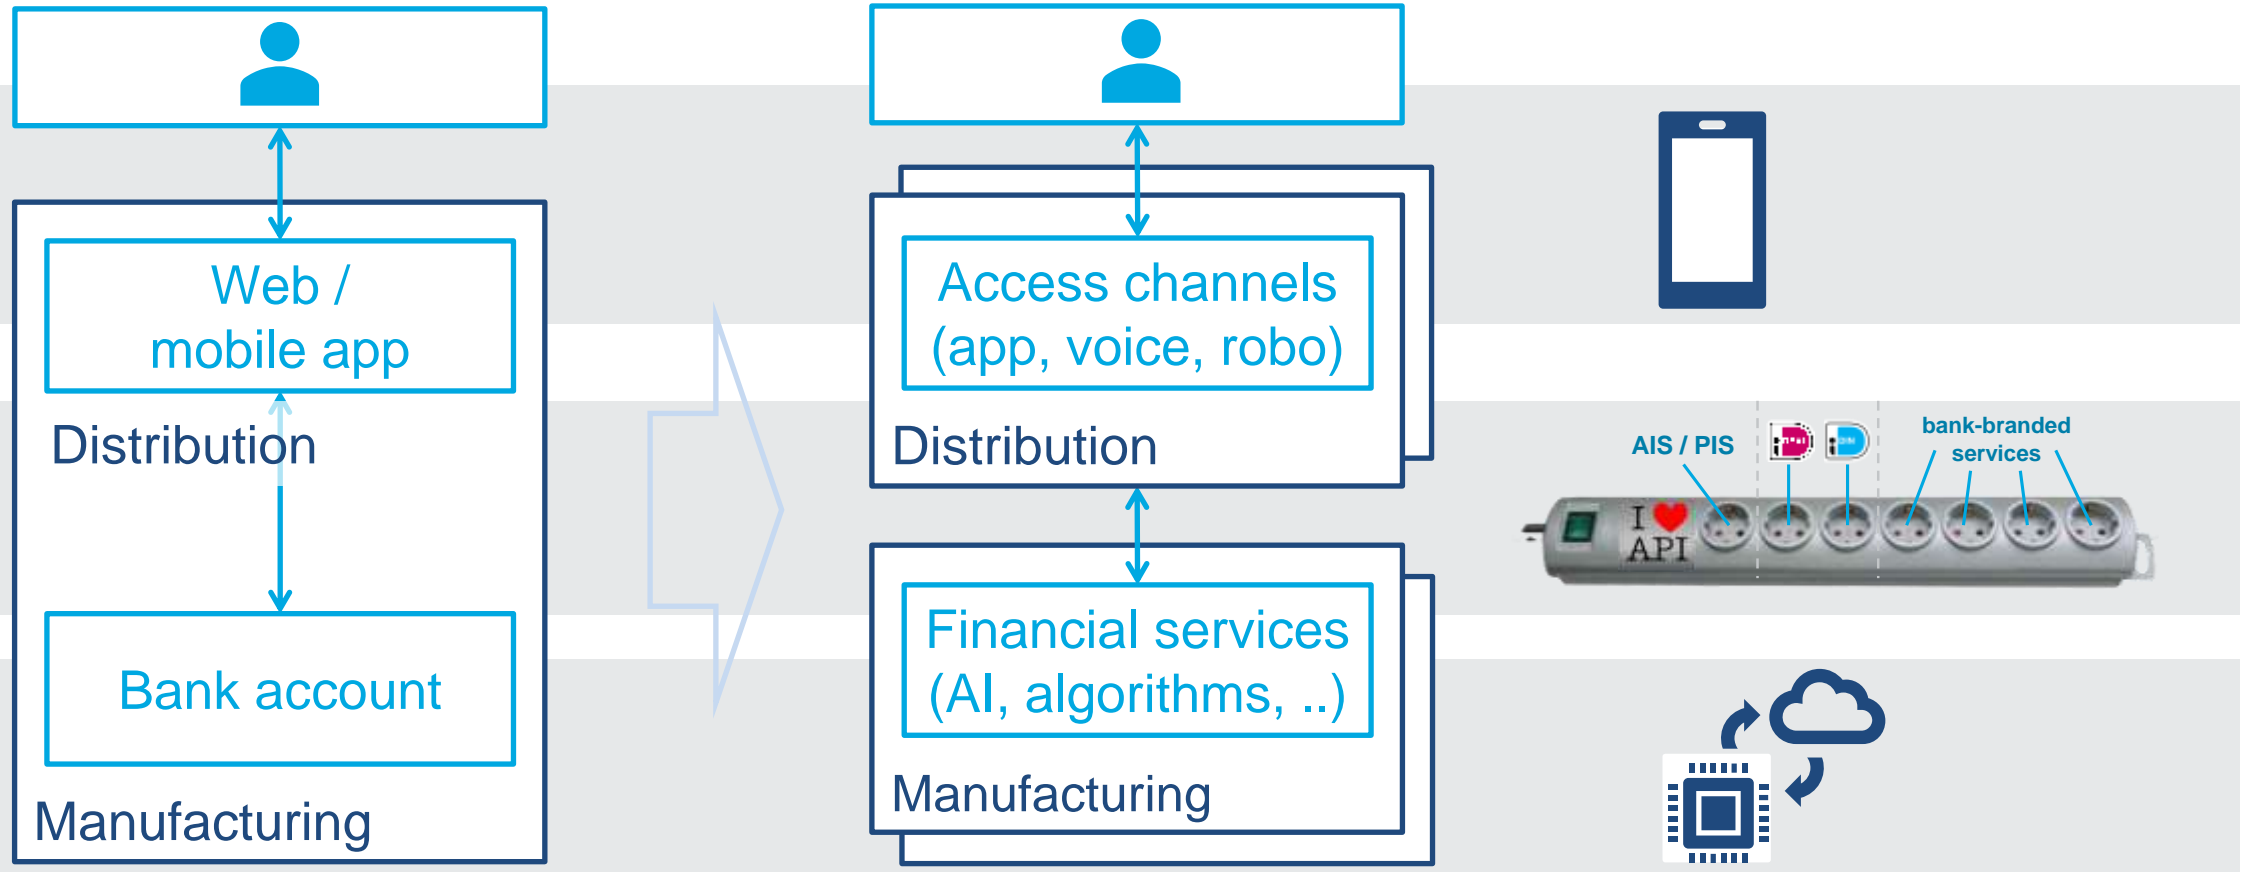 Web /
mobile app
Distribution
Bank account
Manufacturing
Access channels
(app, voice, robo)
Distribution
Financial services
(AI, algorithms, ..)
Manufacturing
AIS / PIS
bank-branded
services
I
API